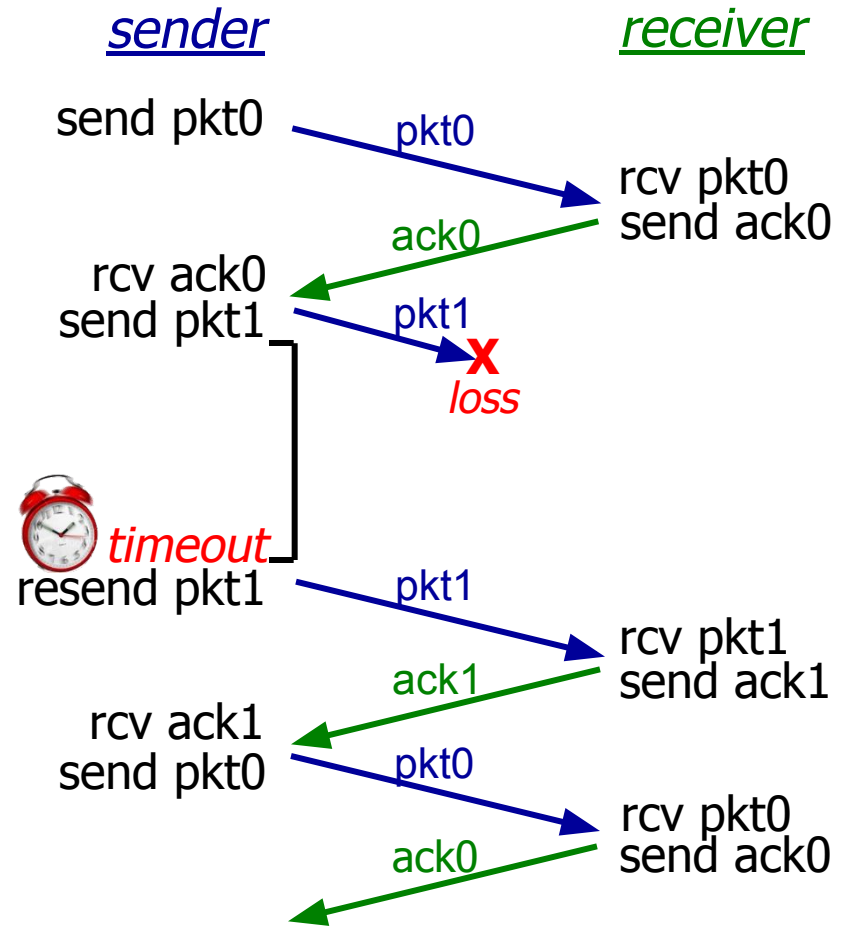 sender
receiver
send pkt0
pkt0
rcv pkt0
send ack0
ack0
rcv ack0
send pkt1
pkt1
X
loss
timeout
resend pkt1
pkt1
rcv pkt1
send ack1
ack1
rcv ack1
send pkt0
pkt0
rcv pkt0
send ack0
ack0